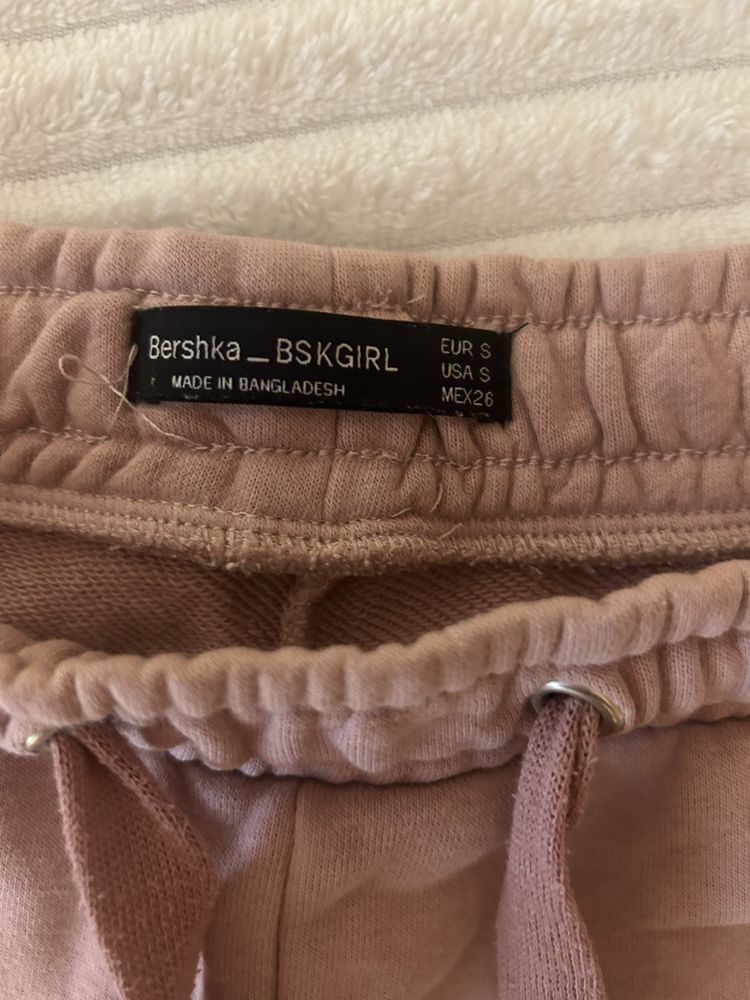 Bershka_BSKGIRL
MADE IN BANGLADESH
EUR S
USA S
MEX26